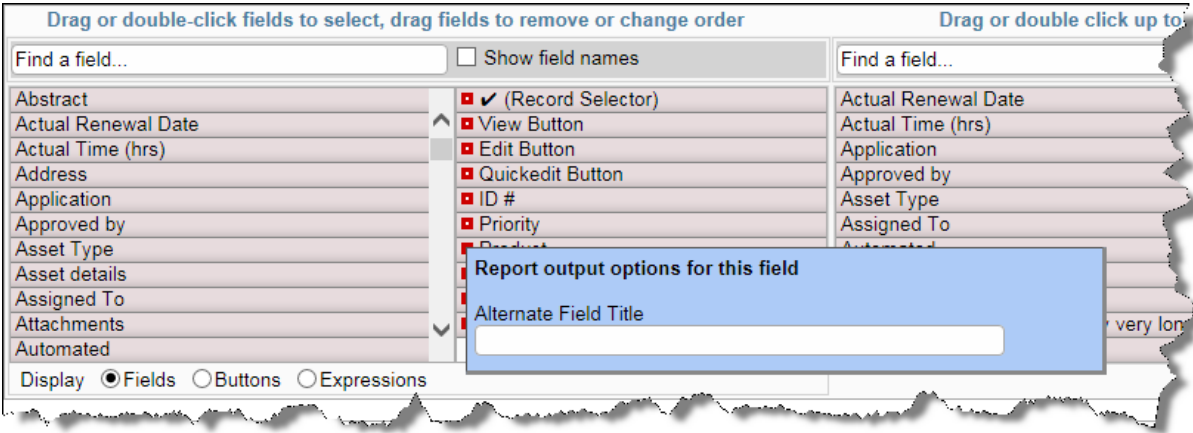 Drag or double-click fields to select, drag fields to remove or change order
Drag or double click up to
Find a field...
Show field names
Find a field...
Abstract
Actual Renewal Date
Actual Time (hrs)
Address
Application
Approved by
Asset Type
Asset details
Assigned To
Attachments
Automated
✔ (Record Selector)
View Button
Edit Button
Quickedit Button
ID #
Priority
Product
Report output options for this field
Alternate Field Title
Actual Renewal Date
Actual Time (hrs)
Application
Approved by
Asset Type
Assigned To
Automated
very long
Display Fields Buttons Expressions